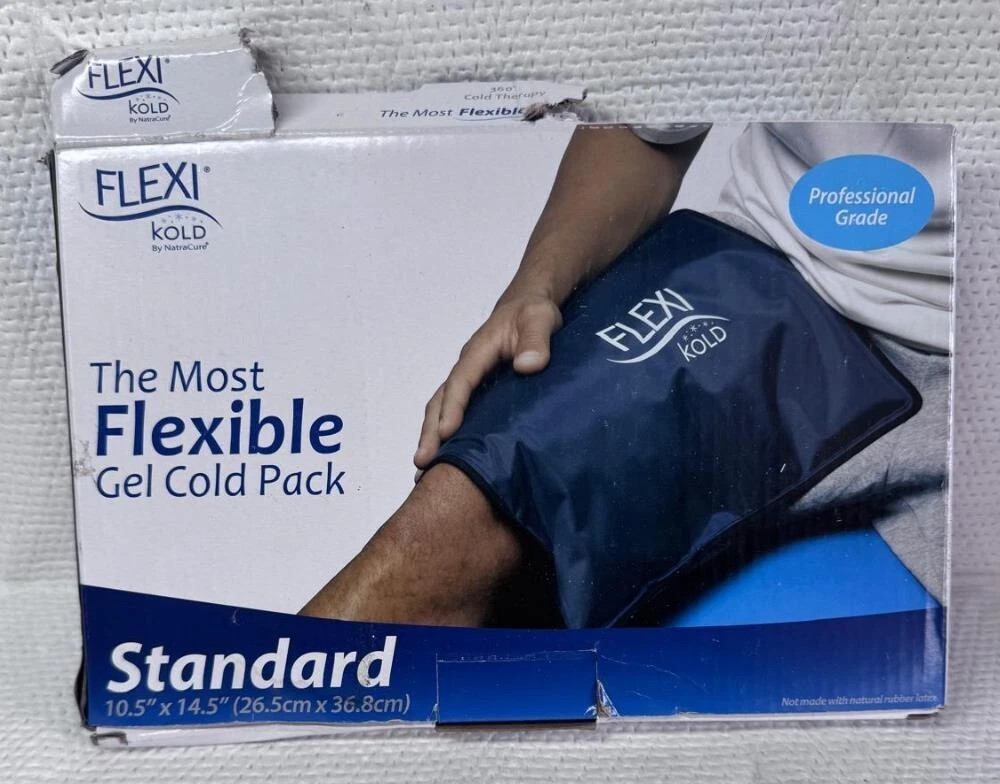 FLEXI®
KOLD
By NatraCure®
360°
Cold Therapy
The Most Flexible
FLEXI®
KOLD
By NatraCure®
Professional
Grade
FLEXI
KOLD
The Most
Flexible
Gel Cold Pack
Standard
10.5" x 14.5" (26.5cm x 36.8cm)
Not made with natural rubber latex